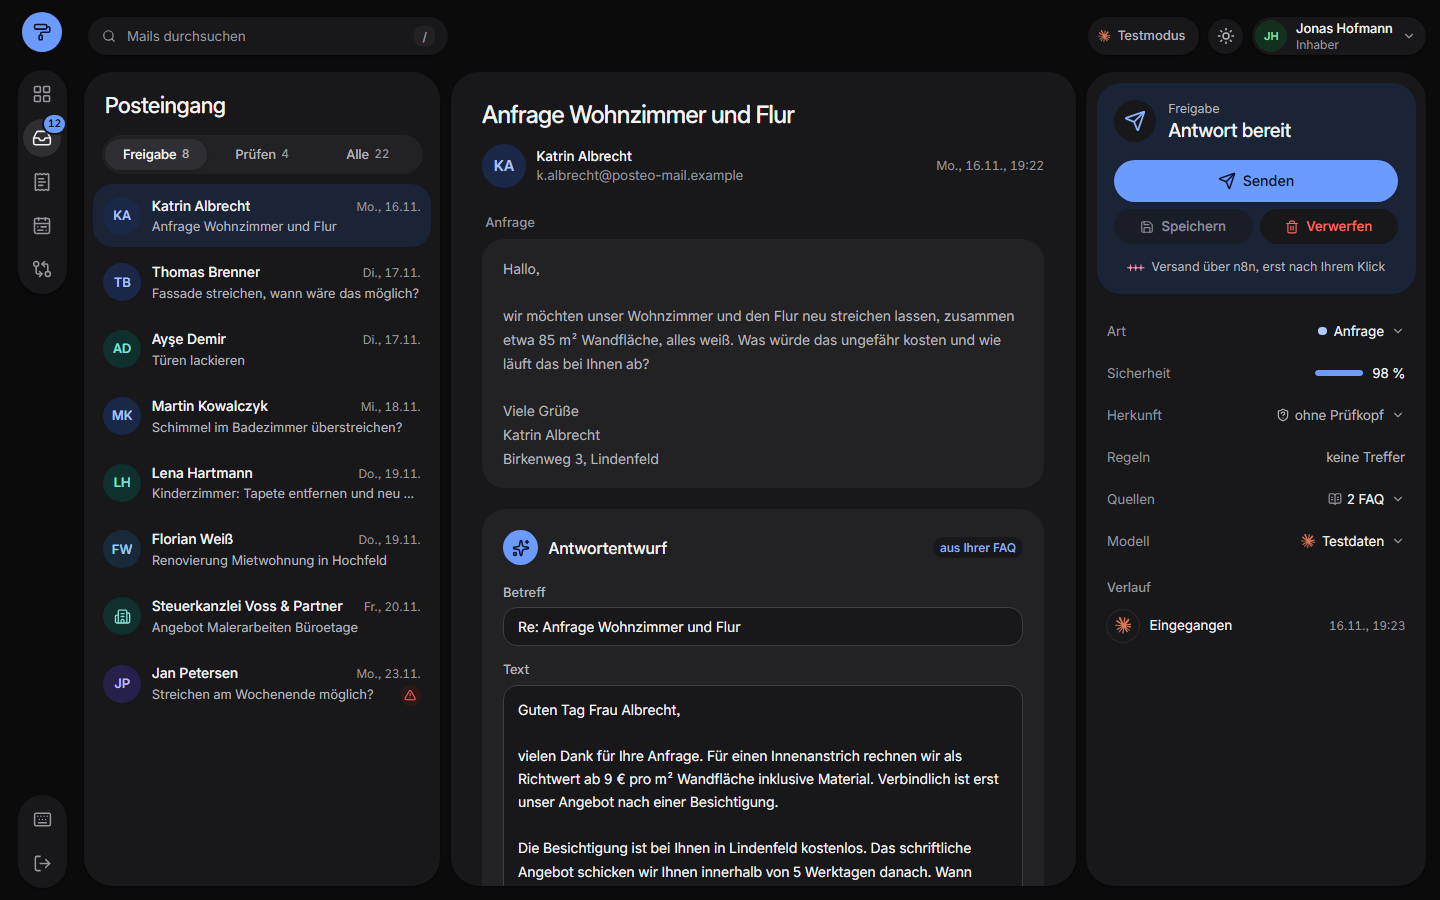 Mails durchsuchen
/
Testmodus
JH
Jonas Hofmann
Inhaber
12
Posteingang
Freigabe 8
Prüfen 4
Alle 22
KA
Katrin Albrecht
Mo., 16.11.
Anfrage Wohnzimmer und Flur
TB
Thomas Brenner
Di., 17.11.
Fassade streichen, wann wäre das möglich?
AD
Ayşe Demir
Di., 17.11.
Türen lackieren
MK
Martin Kowalczyk
Mi., 18.11.
Schimmel im Badezimmer überstreichen?
LH
Lena Hartmann
Do., 19.11.
Kinderzimmer: Tapete entfernen und neu ...
FW
Florian Weiß
Do., 19.11.
Renovierung Mietwohnung in Hochfeld
Steuerkanzlei Voss & Partner
Fr., 20.11.
Angebot Malerarbeiten Büroetage
JP
Jan Petersen
Mo., 23.11.
Streichen am Wochenende möglich?
Anfrage Wohnzimmer und Flur
KA
Katrin Albrecht
k.albrecht@posteo-mail.example
Mo., 16.11., 19:22
Anfrage
Hallo,
wir möchten unser Wohnzimmer und den Flur neu streichen lassen, zusammen
etwa 85 m² Wandfläche, alles weiß. Was würde das ungefähr kosten und wie
läuft das bei Ihnen ab?
Viele Grüße
Katrin Albrecht
Birkenweg 3, Lindenfeld
Antwortentwurf
aus Ihrer FAQ
Betreff
Re: Anfrage Wohnzimmer und Flur
Text
Guten Tag Frau Albrecht,
vielen Dank für Ihre Anfrage. Für einen Innenanstrich rechnen wir als
Richtwert ab 9 € pro m² Wandfläche inklusive Material. Verbindlich ist erst
unser Angebot nach einer Besichtigung.
Die Besichtigung ist bei Ihnen in Lindenfeld kostenlos. Das schriftliche
Angebot schicken wir Ihnen innerhalb von 5 Werktagen danach. Wann
Freigabe
Antwort bereit
Senden
Speichern
Verwerfen
Versand über n8n, erst nach Ihrem Klick
Art
Anfrage
Sicherheit
98 %
Herkunft
ohne Prüfkopf
Regeln
keine Treffer
Quellen
2 FAQ
Modell
Testdaten
Verlauf
Eingegangen
16.11., 19:23